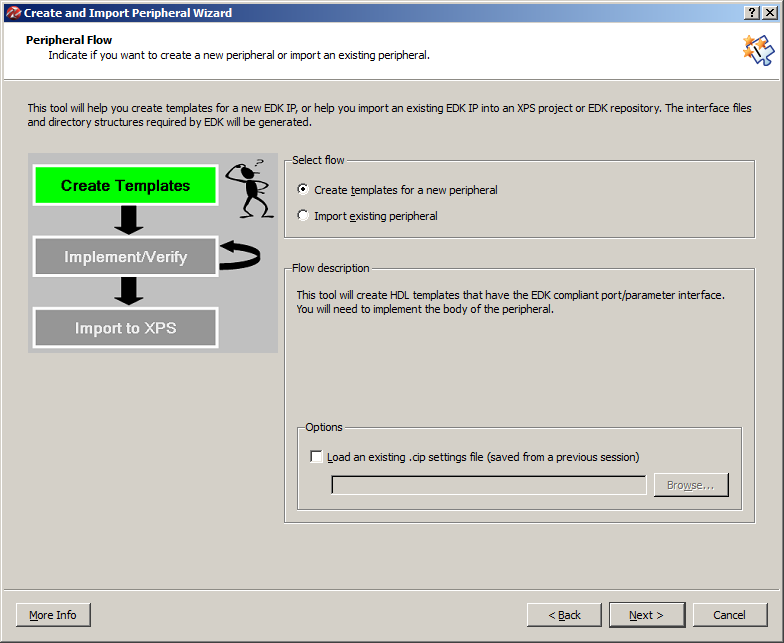 Create and Import Peripheral Wizard
Peripheral Flow
Indicate if you want to create a new peripheral or import an existing peripheral.
This tool will help you create templates for a new EDK IP, or help you import an existing EDK IP into an XPS project or EDK repository. The interface files
and directory structures required by EDK will be generated.
Create Templates
?
Implement/Verify
Import to XPS
Select flow
Create templates for a new peripheral
Import existing peripheral
Flow description
This tool will create HDL templates that have the EDK compliant port/parameter interface.
You will need to implement the body of the peripheral.
Options
Load an existing .cip settings file (saved from a previous session)
Browse...
More Info
< Back
Next >
Cancel